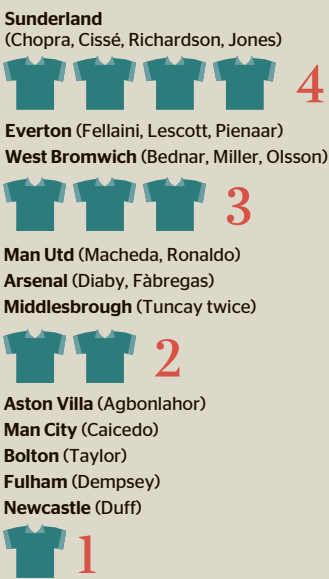 Sunderland
(Chopra, Cissé, Richardson, Jones)
4
Everton (Fellaini, Lescott, Pienaar)
West Bromwich (Bednar, Miller, Olsson)
3
Man Utd (Macheda, Ronaldo)
Arsenal (Diaby, Fàbregas)
Middlesbrough (Tuncay twice)
2
Aston Villa (Agbonlahor)
Man City (Caicedo)
Bolton (Taylor)
Fulham (Dempsey)
Newcastle (Duff)
1